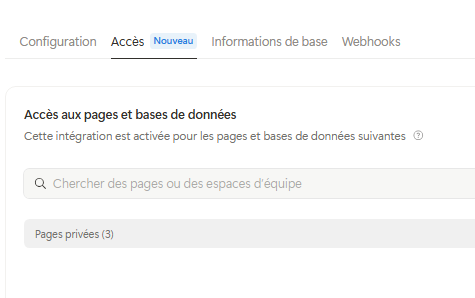 Configuration Accès Nouveau Informations de base Webhooks
Accès aux pages et bases de données
Cette intégration est activée pour les pages et bases de données suivantes ?
Chercher des pages ou des espaces d'équipe
Pages privées (3)